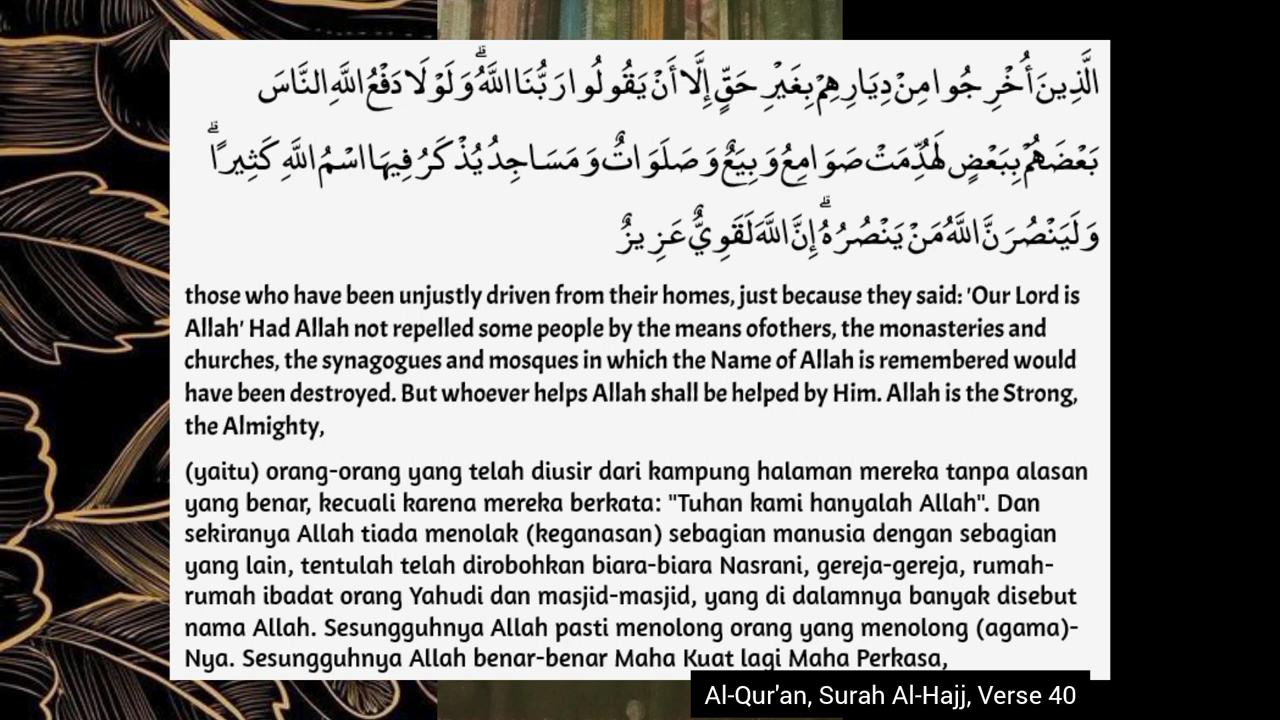 الَّذِينَ أُخْرِجُوا مِنْ دِيَارِهِمْ بِغَيْرِ حَقٍّ إِلَّا أَنْ يَقُولُوا رَبُّنَا اللَّهُ ۗ وَلَوْلَا دَفْعُ اللَّهِ النَّاسَ
بَعْضَهُمْ بِبَعْضٍ لَهُدِّمَتْ صَوَامِعُ وَبِيَعٌ وَصَلَوَاتٌ وَمَسَاجِدُ يُذْكَرُ فِيهَا اسْمُ اللَّهِ كَثِيرًا ۗ
وَلَيَنْصُرَنَّ اللَّهُ مَنْ يَنْصُرُهُ ۗ إِنَّ اللَّهَ لَقَوِيٌّ عَزِيزٌ
those who have been unjustly driven from their homes, just because they said: 'Our Lord is
Allah' Had Allah not repelled some people by the means ofothers, the monasteries and
churches, the synagogues and mosques in which the Name of Allah is remembered would
have been destroyed. But whoever helps Allah shall be helped by Him. Allah is the Strong,
the Almighty,
(yaitu) orang-orang yang telah diusir dari kampung halaman mereka tanpa alasan
yang benar, kecuali karena mereka berkata: "Tuhan kami hanyalah Allah". Dan
sekiranya Allah tiada menolak (keganasan) sebagian manusia dengan sebagian
yang lain, tentulah telah dirobohkan biara-biara Nasrani, gereja-gereja, rumah-
rumah ibadat orang Yahudi dan masjid-masjid, yang di dalamnya banyak disebut
nama Allah. Sesungguhnya Allah pasti menolong orang yang menolong (agama)-
Nya. Sesungguhnya Allah benar-benar Maha Kuat lagi Maha Perkasa,
Al-Qur'an, Surah Al-Hajj, Verse 40